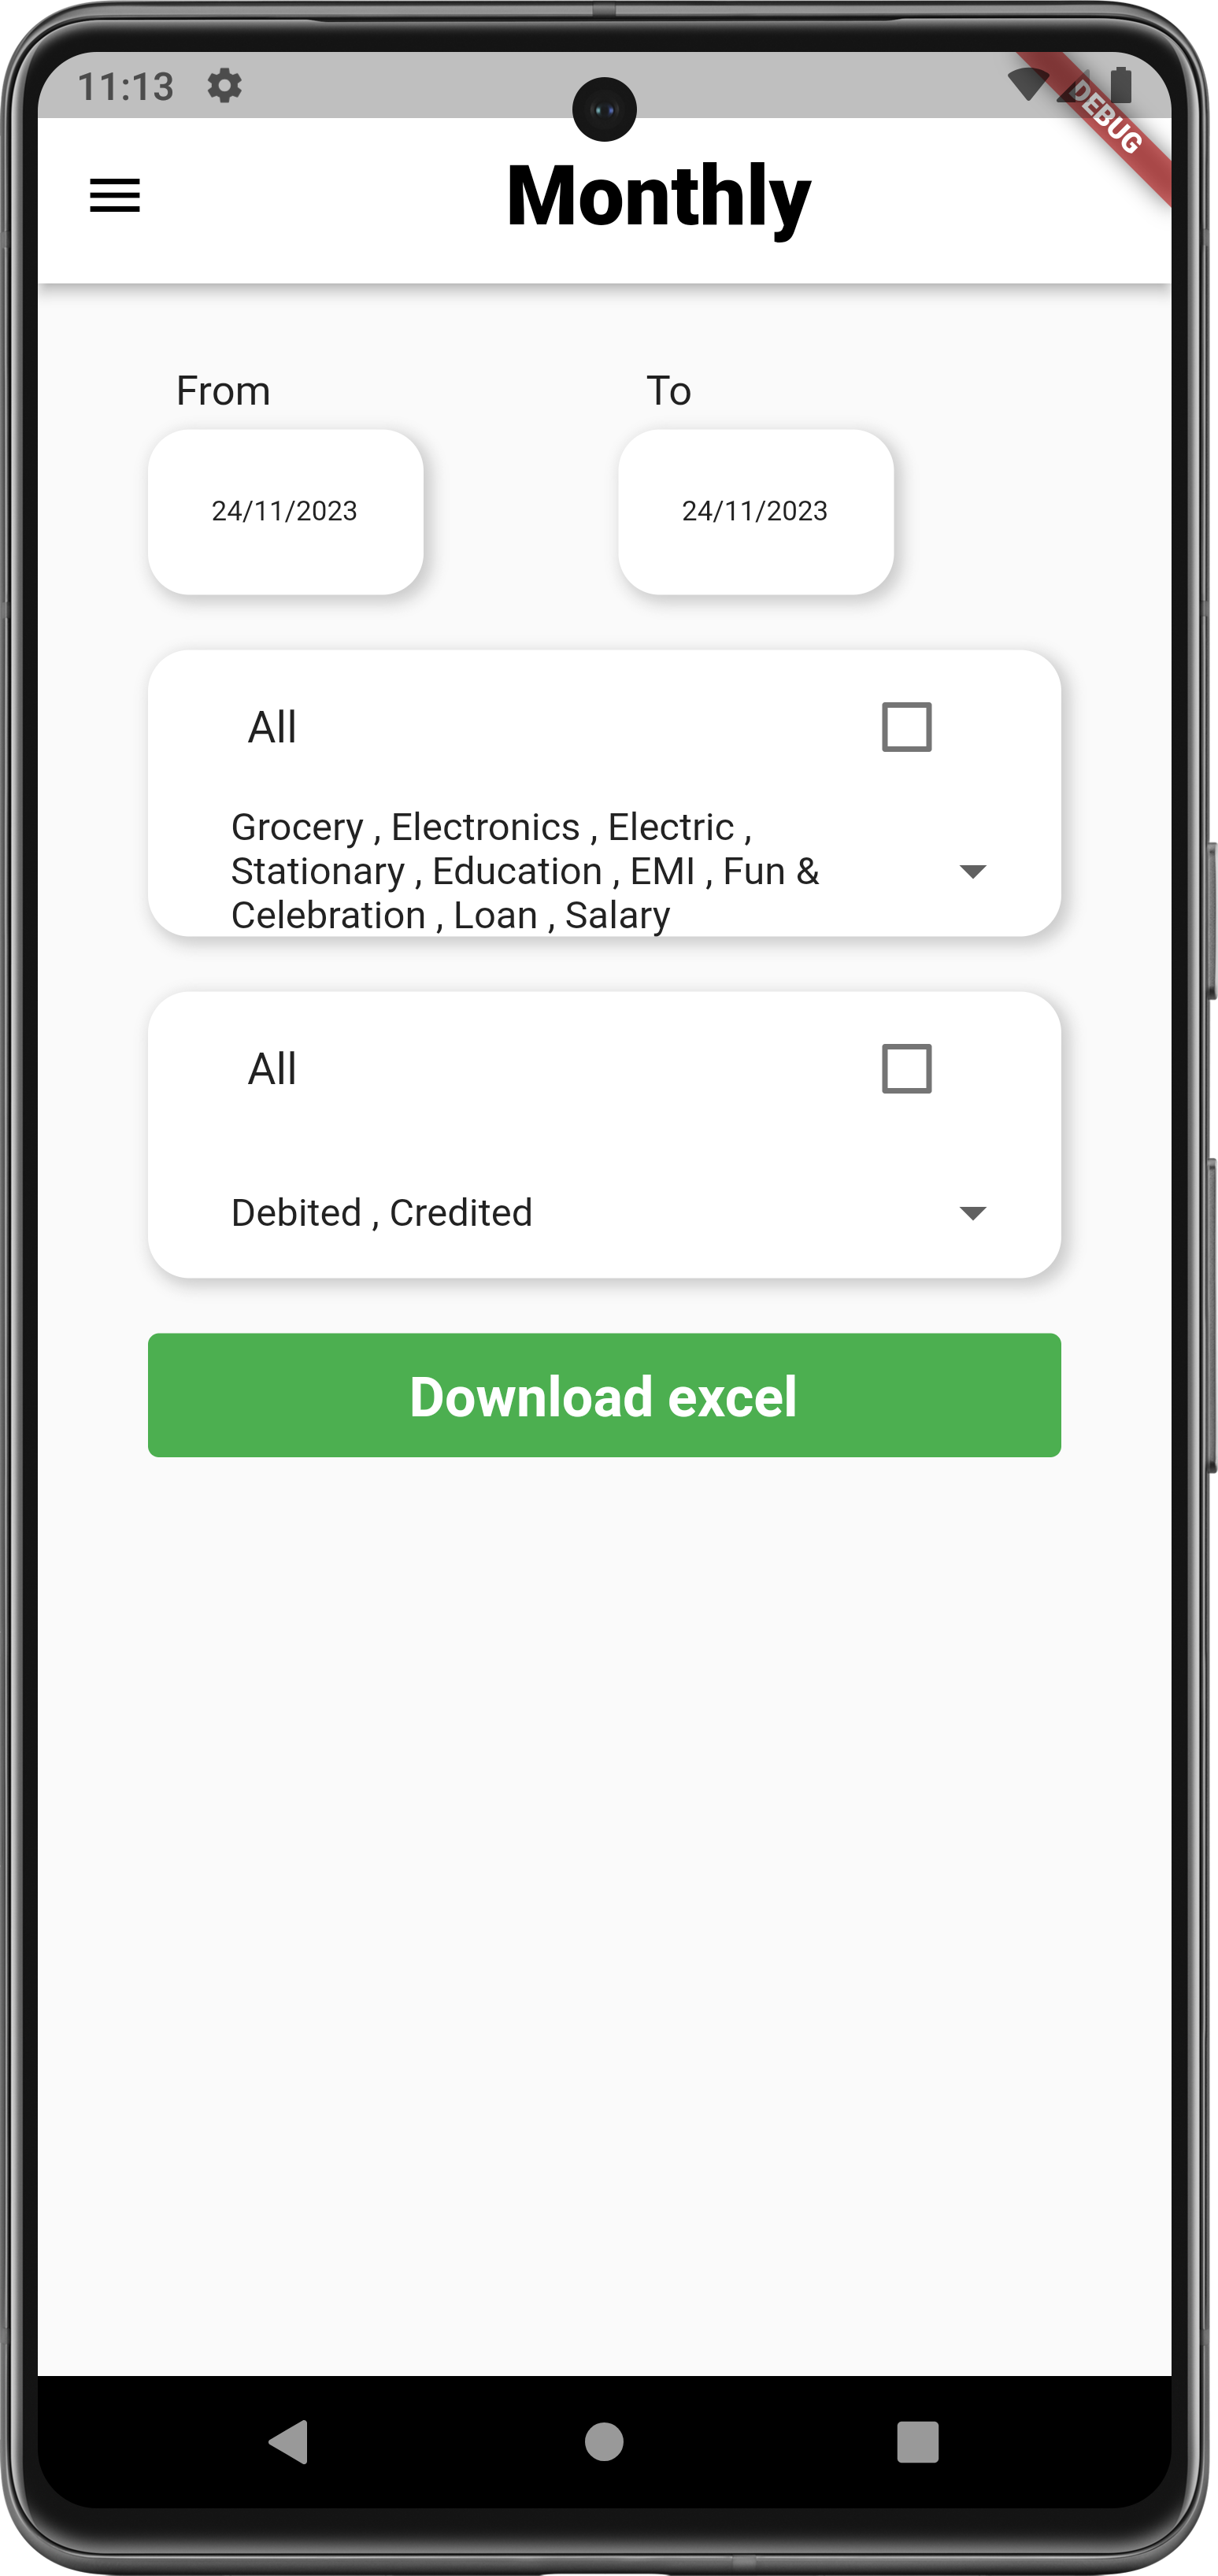 11:13
DEBUG
Monthly
From
To
24/11/2023
24/11/2023
All
Grocery , Electronics , Electric ,
Stationary , Education , EMI , Fun &
Celebration , Loan , Salary
All
Debited , Credited
Download excel